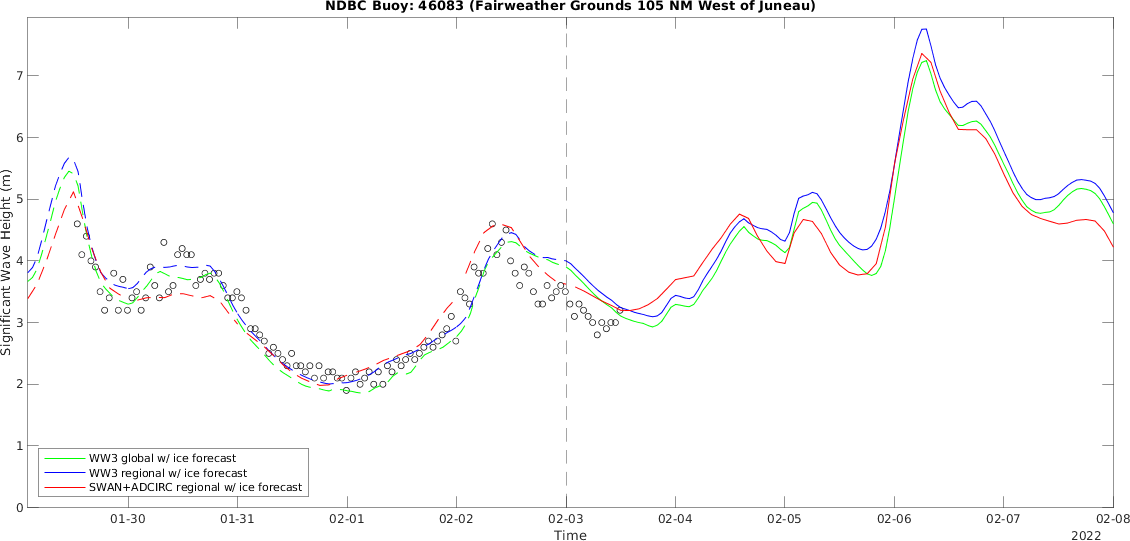 NDBC Buoy: 46083 (Fairweather Grounds 105 NM West of Juneau)
Significant Wave Height (m)
7
6
5
4
3
2
1
0
WW3 global w/ ice forecast
WW3 regional w/ ice forecast
SWAN+ADCIRC regional w/ ice forecast
01-30 01-31 02-01 02-02 02-03 02-04 02-05 02-06 02-07 02-08
Time
2022